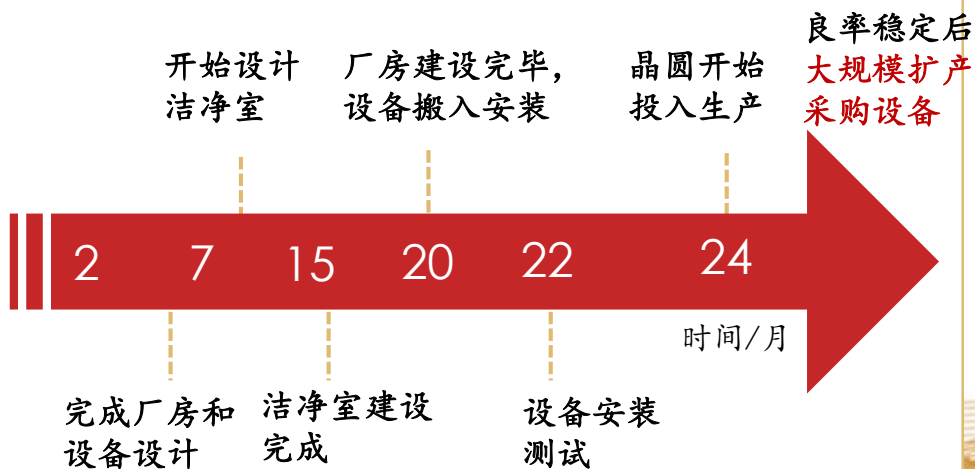 开始设计
洁净室
厂房建设完毕，
设备搬入安装
晶圆开始
投入生产
良率稳定后
大规模扩产
采购设备
2 7 15 20 22 24
时间/月
完成厂房和
设备设计
洁净室建设
完成
设备安装
测试